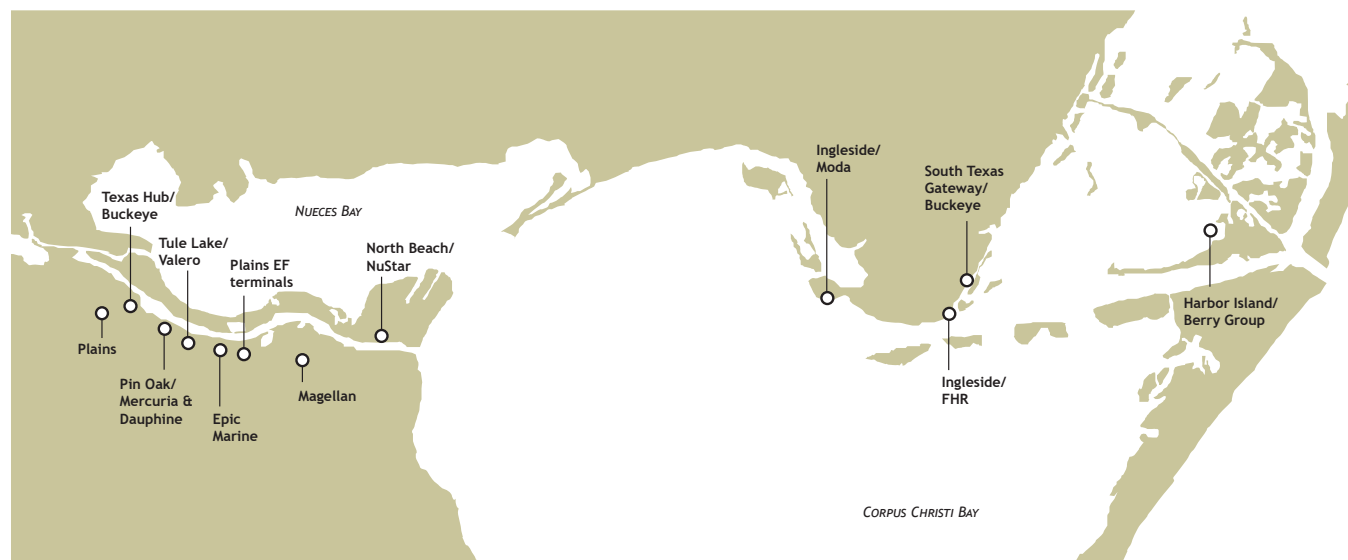 Texas Hub/
Buckeye
NUECES BAY
Tule Lake/
Valero
Plains EF
terminals
North Beach/
NuStar
Ingleside/
Moda
South Texas
Gateway/
Buckeye
Plains
Pin Oak/
Mercuria &
Dauphine
Epic
Marine
Magellan
Ingleside/
FHR
Harbor Island/
Berry Group
CORPUS CHRISTI BAY